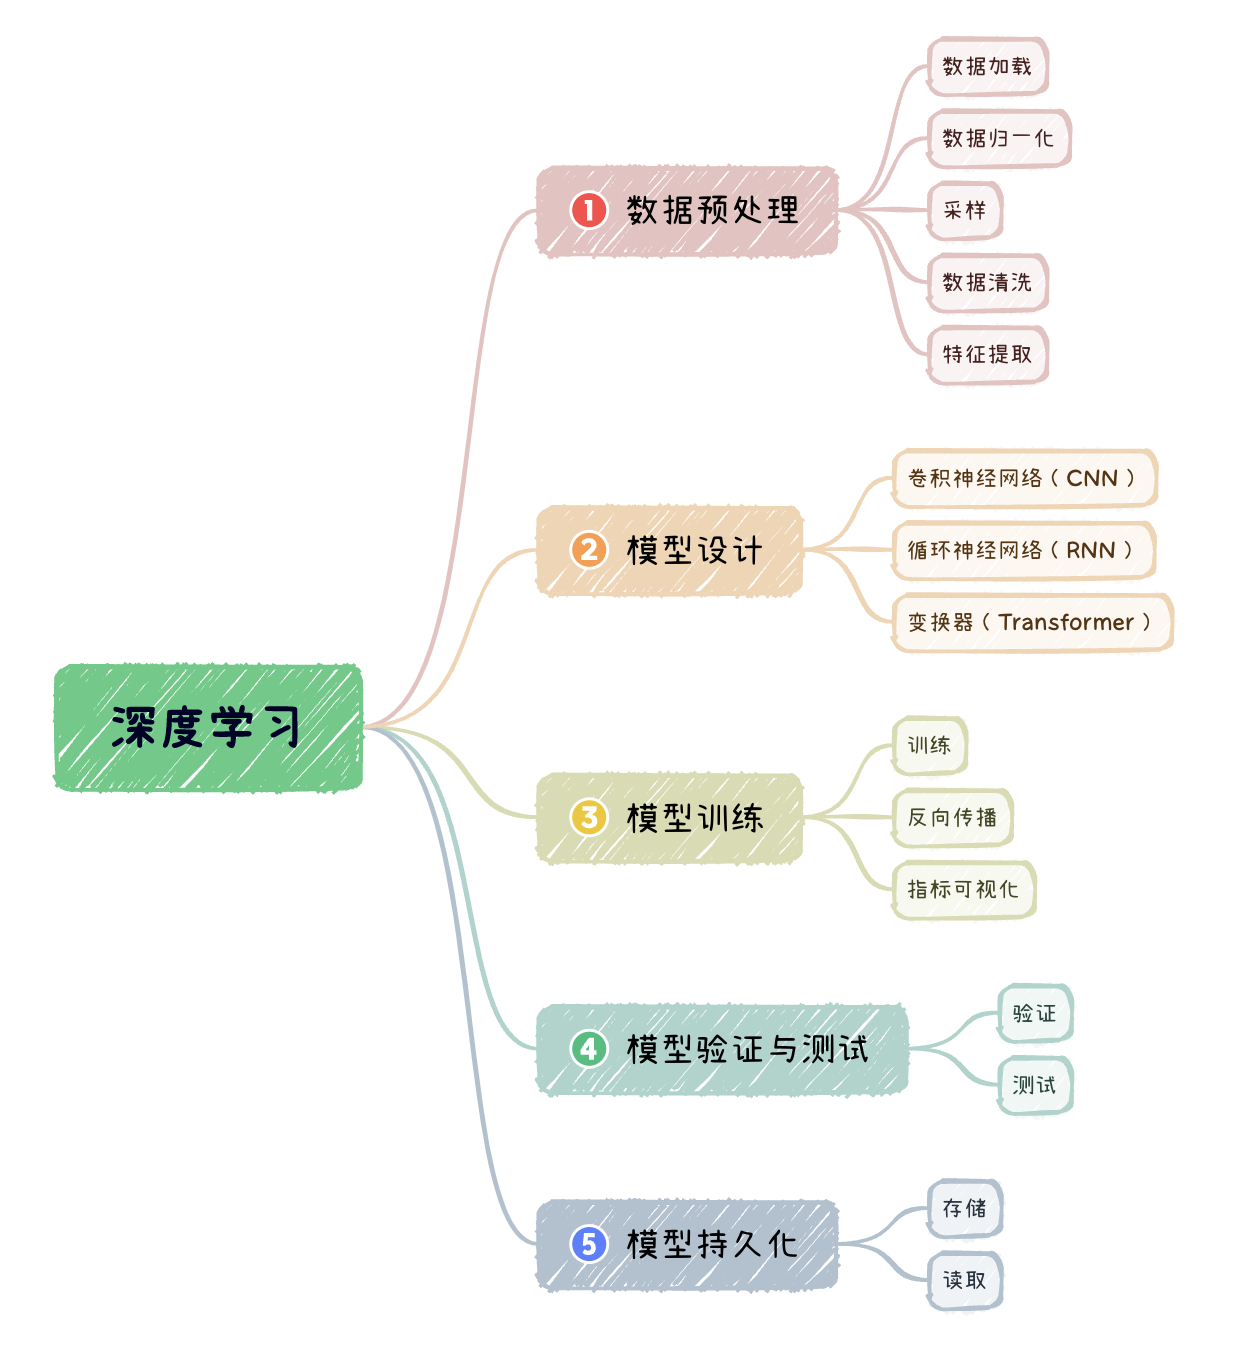 深度学习
1 数据预处理
数据加载
数据归一化
采样
数据清洗
特征提取
2 模型设计
卷积神经网络（CNN）
循环神经网络（RNN）
变换器（Transformer）
3 模型训练
训练
反向传播
指标可视化
4 模型验证与测试
验证
测试
5 模型持久化
存储
读取